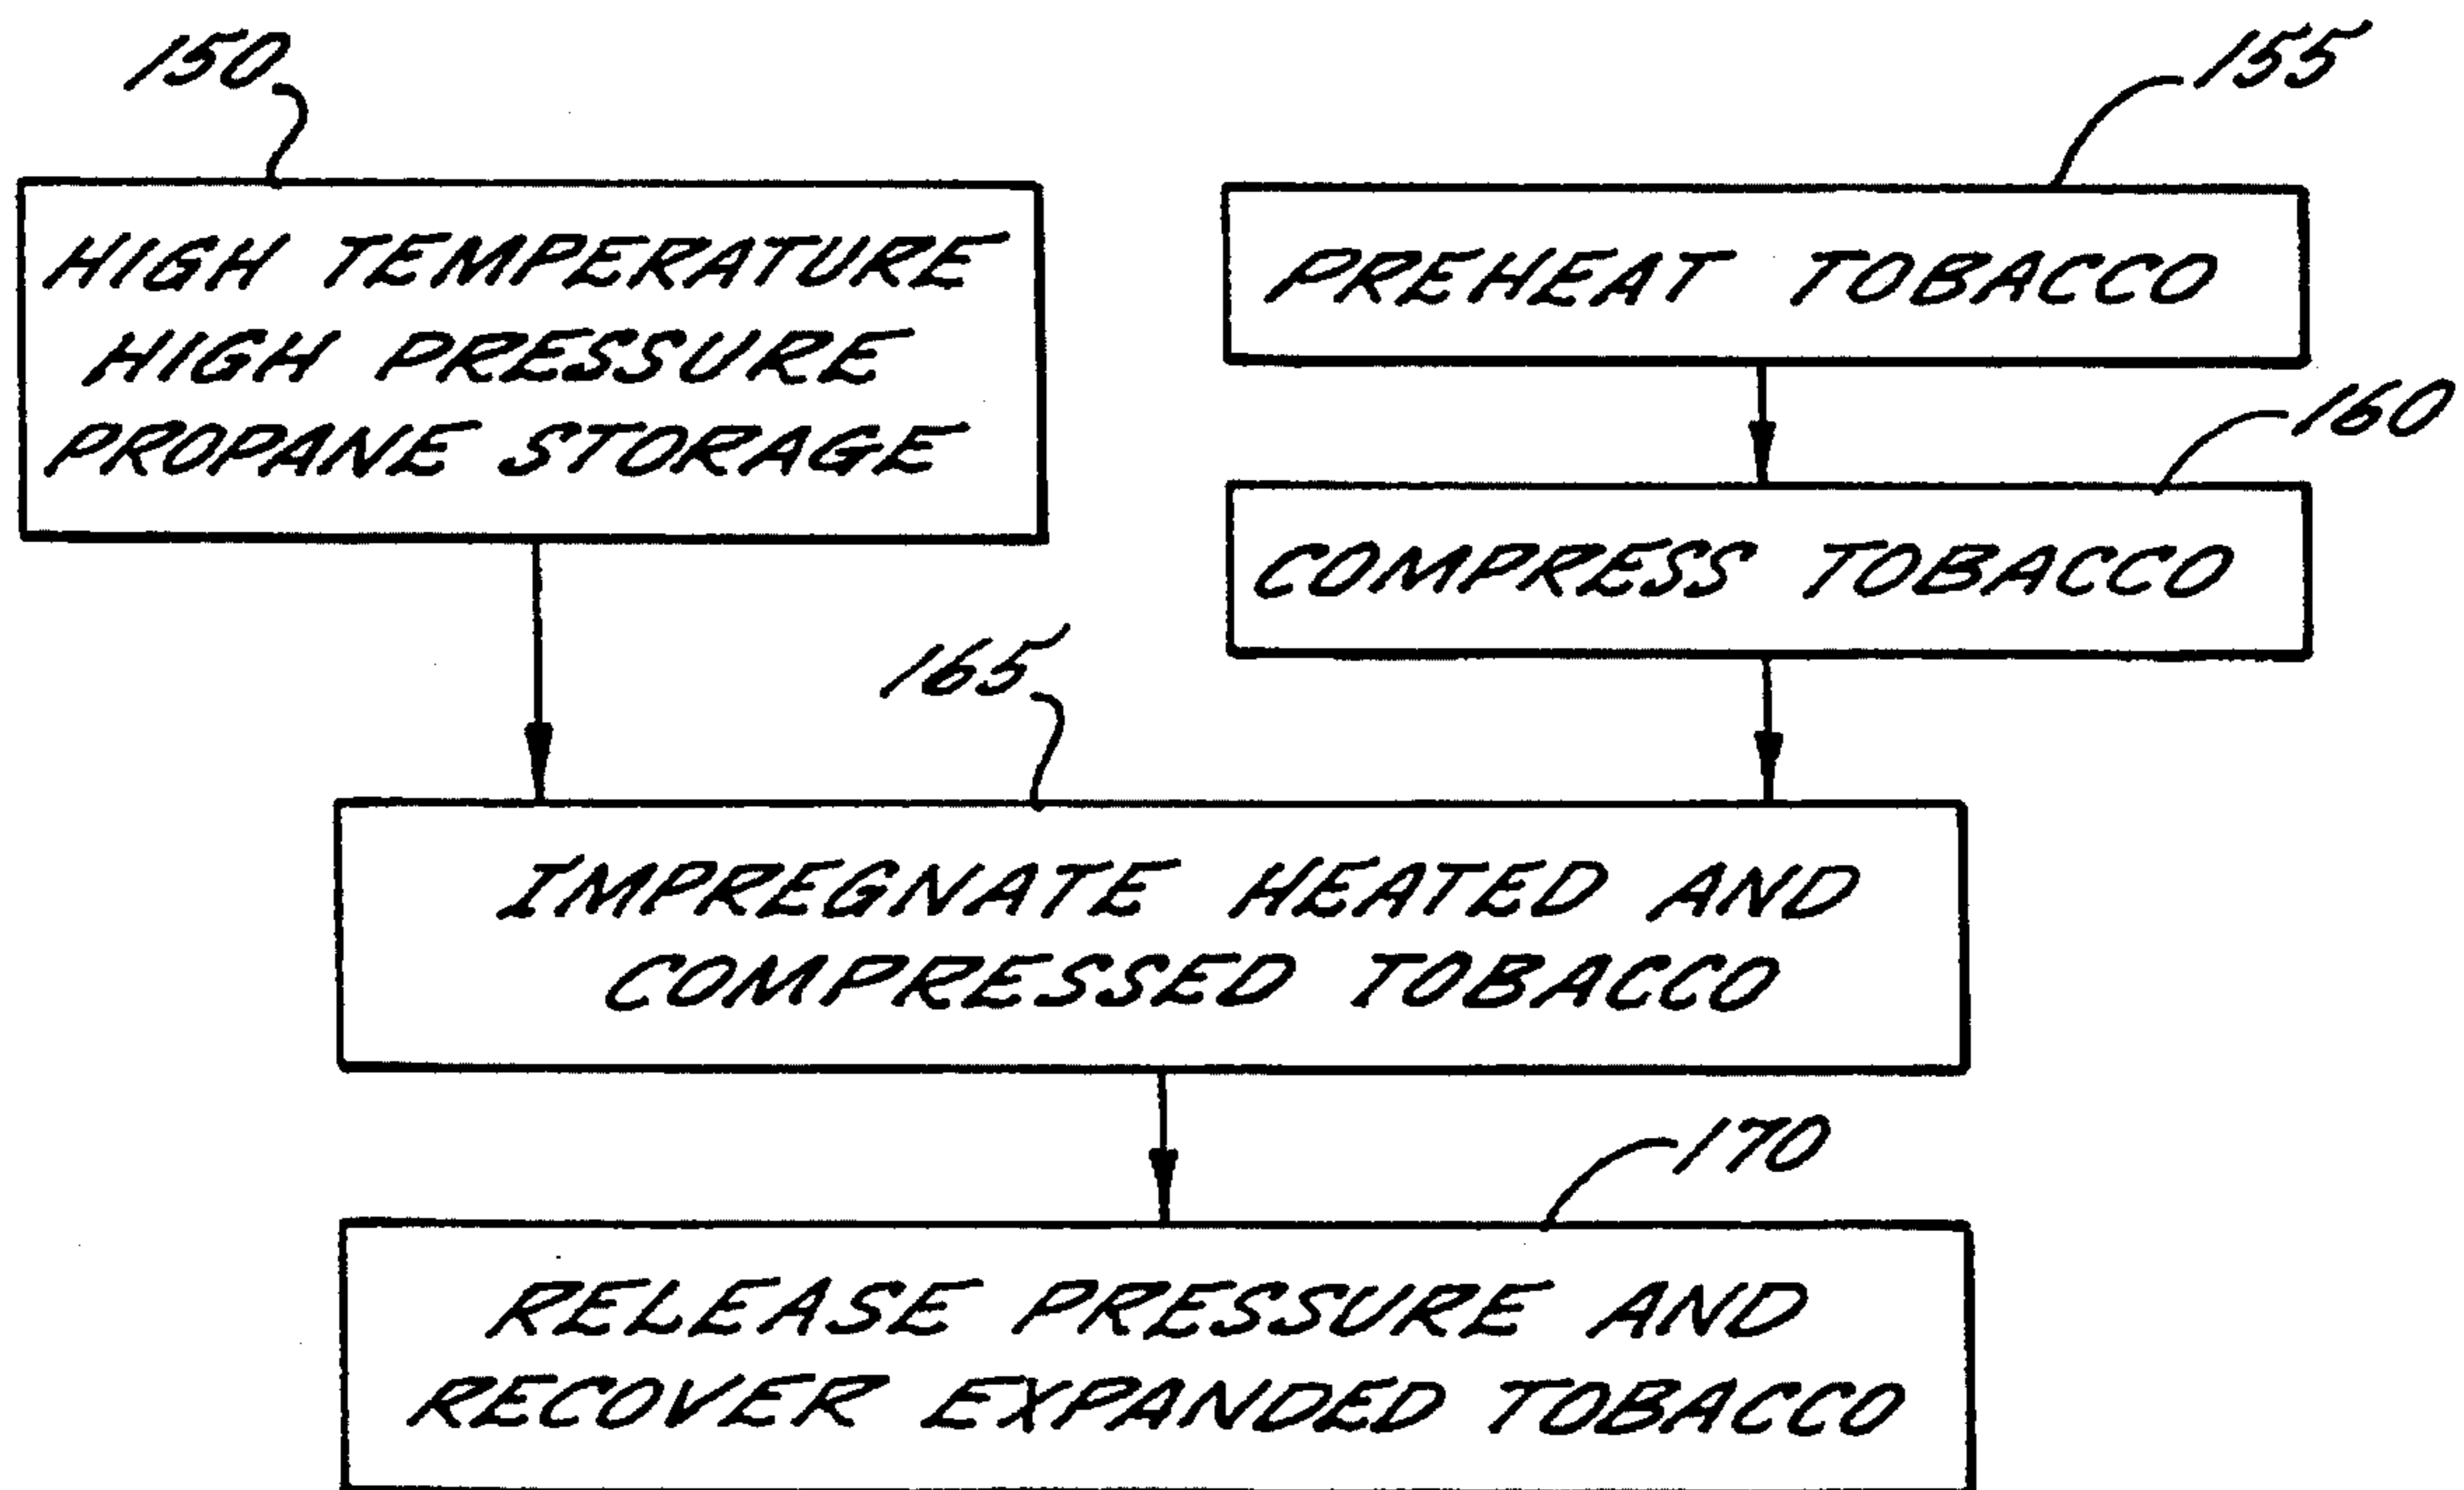 150
HIGH TEMPERATURE
HIGH PRESSURE
PROPANE STORAGE
155
PREHEAT TOBACCO
160
COMPRESS TOBACCO
165
IMPREGNATE HEATED AND
COMPRESSED TOBACCO
170
RELEASE PRESSURE AND
RECOVER EXPANDED TOBACCO